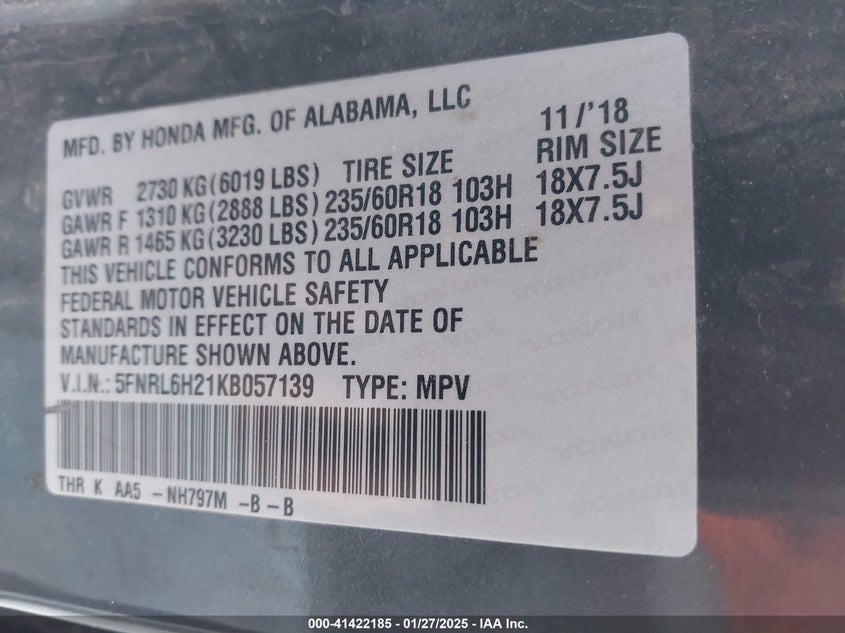 MFD. BY HONDA MFG. OF ALABAMA, LLC 11/'18
GVWR 2730 KG(6019 LBS) TIRE SIZE RIM SIZE
GAWR F 1310 KG(2888 LBS) 235/60R18 103H 18X7.5J
GAWR R 1465 KG(3230 LBS) 235/60R18 103H 18X7.5J
THIS VEHICLE CONFORMS TO ALL APPLICABLE
FEDERAL MOTOR VEHICLE SAFETY
STANDARDS IN EFFECT ON THE DATE OF
MANUFACTURE SHOWN ABOVE.
V.I.N.: 5FNRL6H21KB057139 TYPE: MPV
THR K AA5 -NH797M -B-B
000-41422185 - 01/27/2025 - IAA Inc.